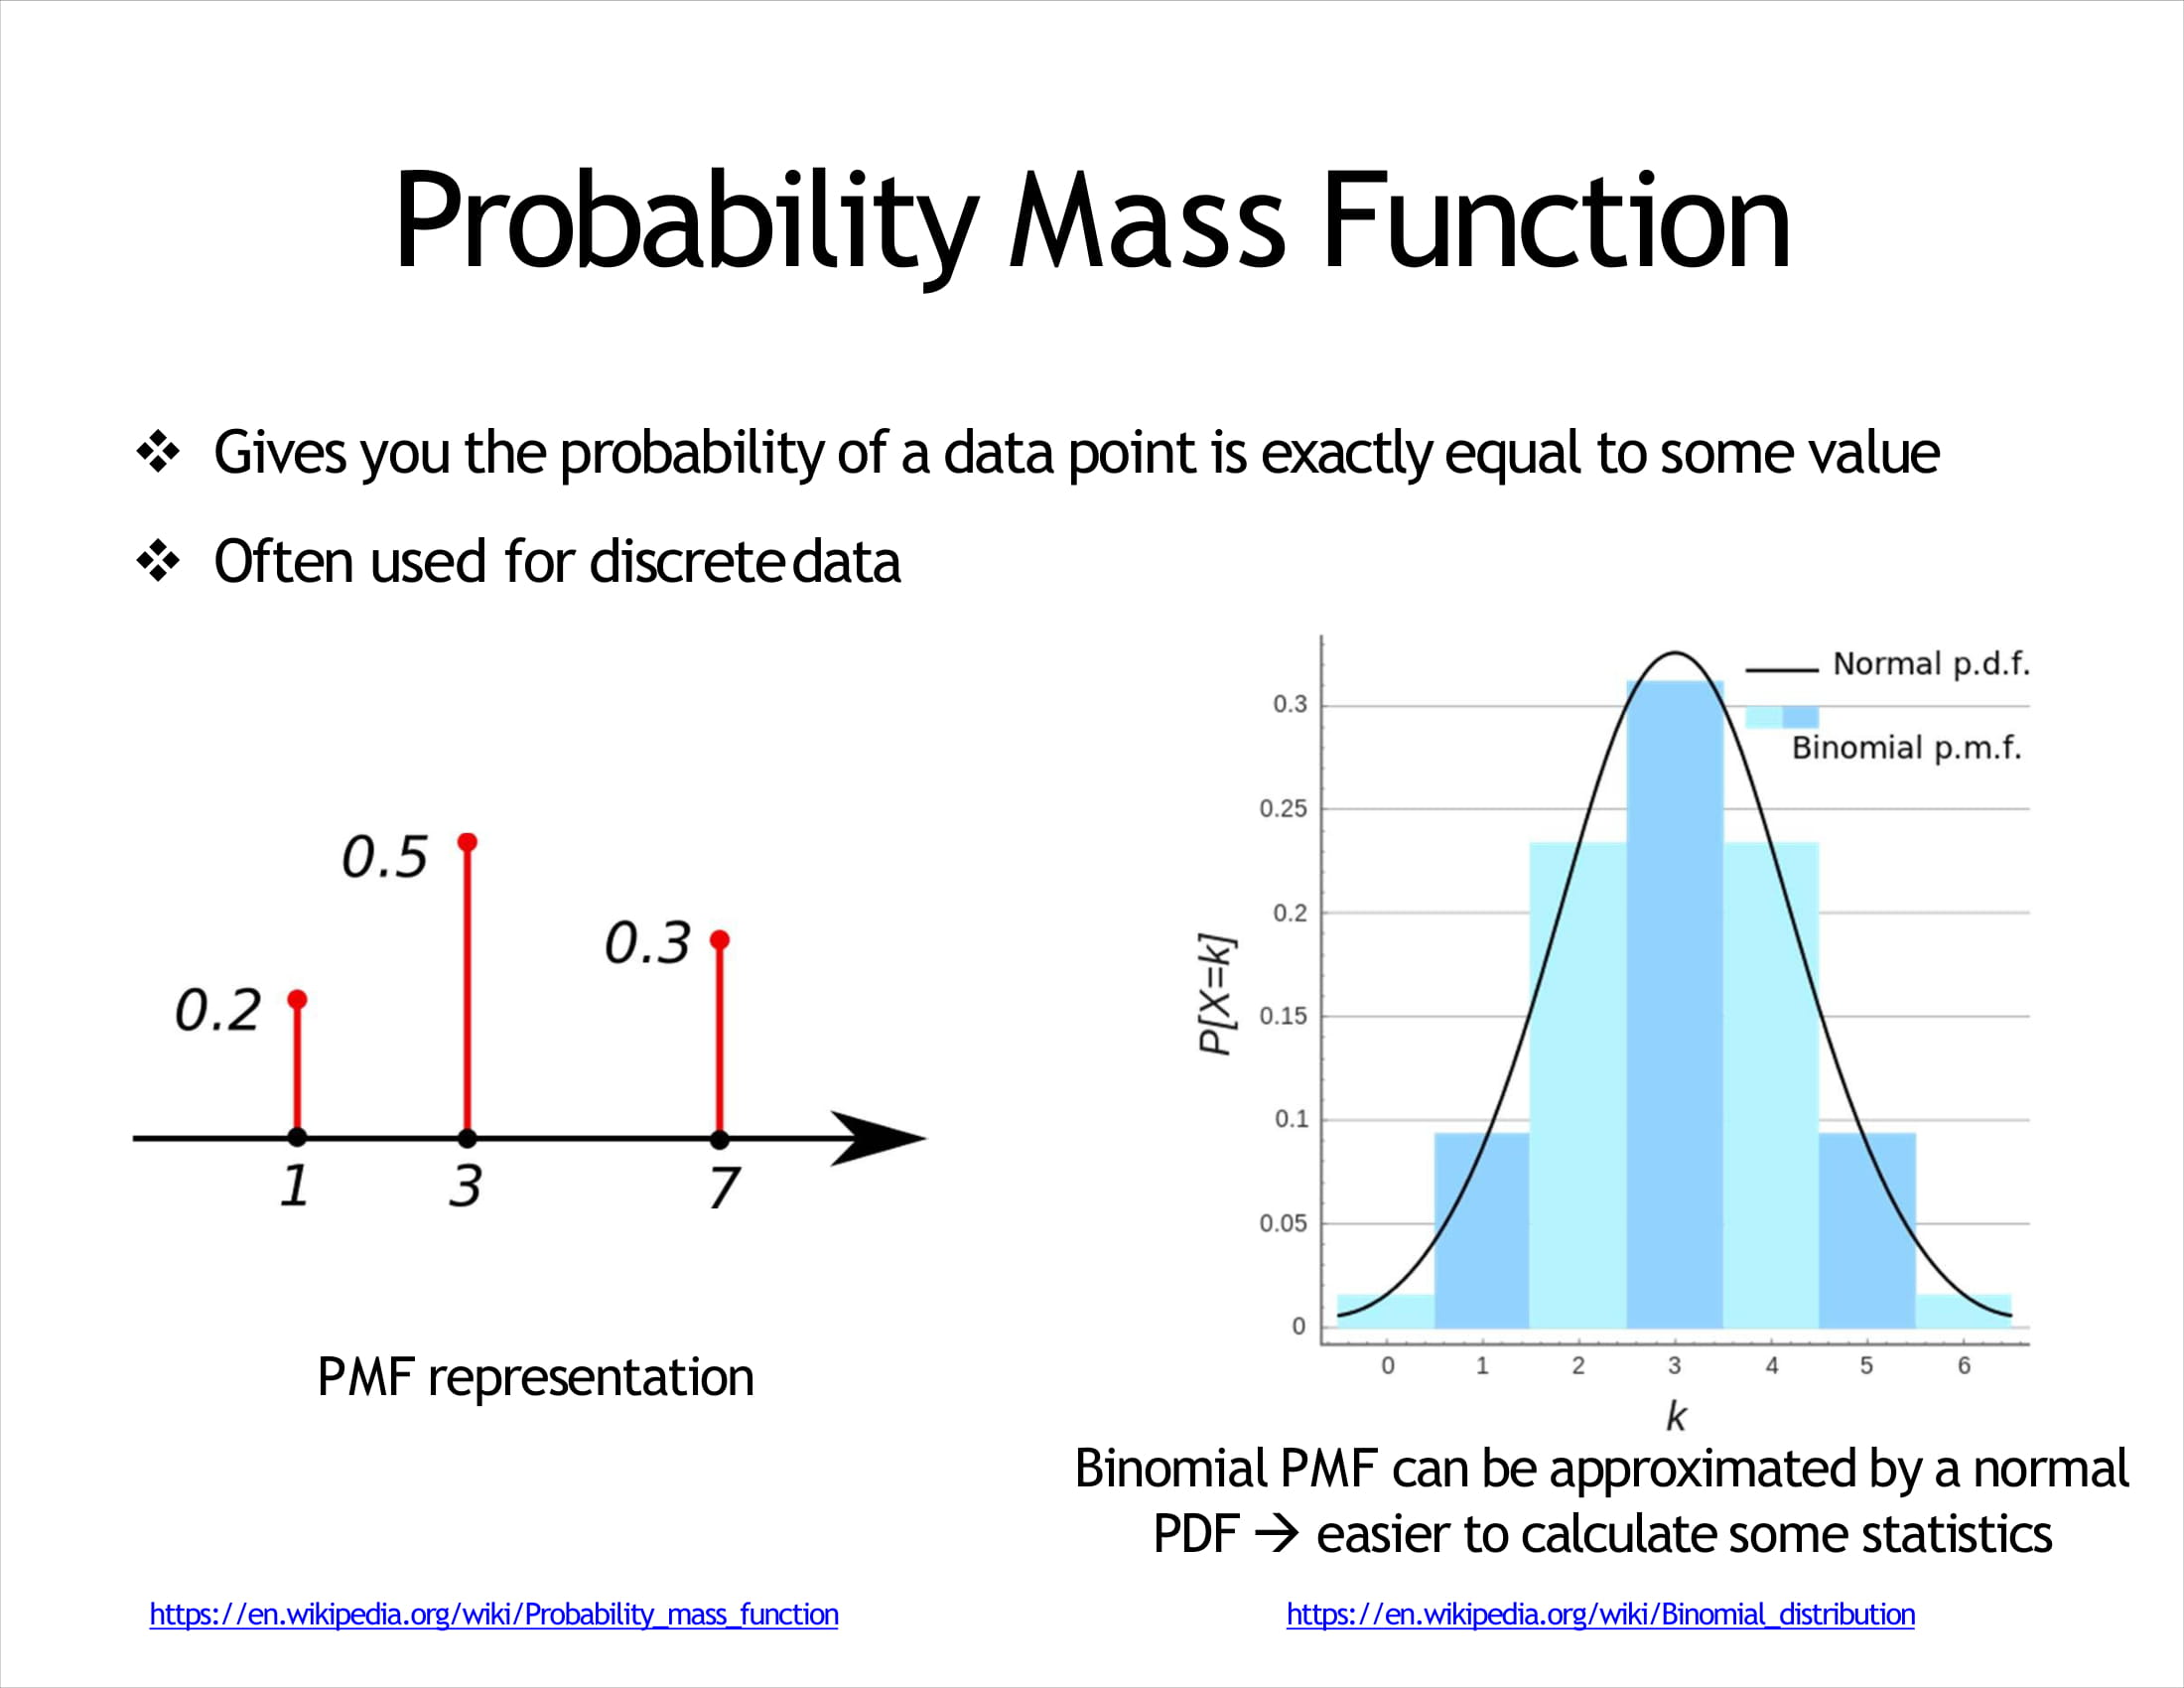 Probability Mass Function
❖ Gives you the probability of a data point is exactly equal to some value
❖ Often used for discrete data
0.5
0.3
0.2
1 3 7
PMF representation
Normal p.d.f.
Binomial p.m.f.
0.3
0.25
0.2
0.15
0.1
0.05
0
P[X=k]
0 1 2 3 4 5 6
k
Binomial PMF can be approximated by a normal
PDF → easier to calculate some statistics
https://en.wikipedia.org/wiki/Probability_mass_function
https://en.wikipedia.org/wiki/Binomial_distribution